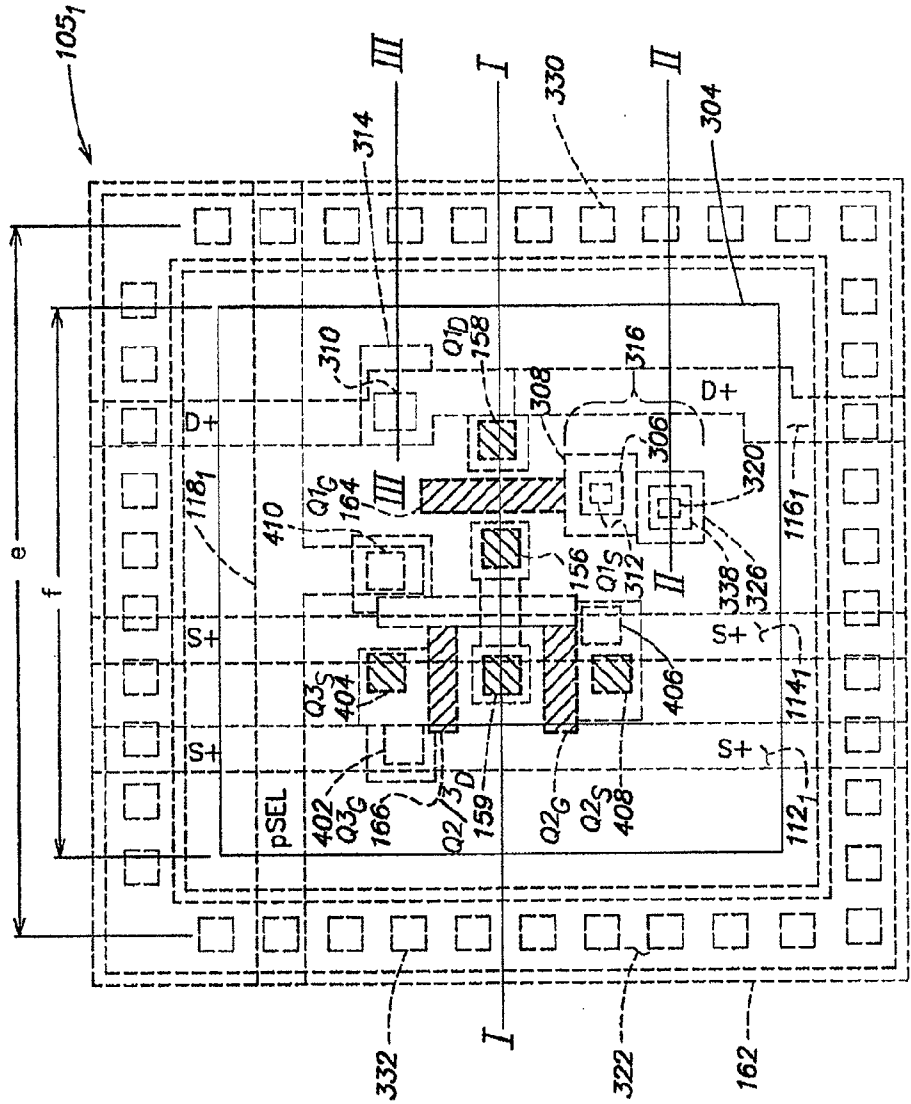 105₁
e
f
III
I
II
314
330
304
118₁
D+
310
Q1D
158
308
316
D+
306
320
116₁
410
Q1G
164
III
Q1S
312
156
II
338
326
S+
Q3S
404
406
S+
114₁
S+
pSEL
402
Q3G
166
Q2/3D
159
Q2G
Q2S
408
S+
112₁
332
I
322
162